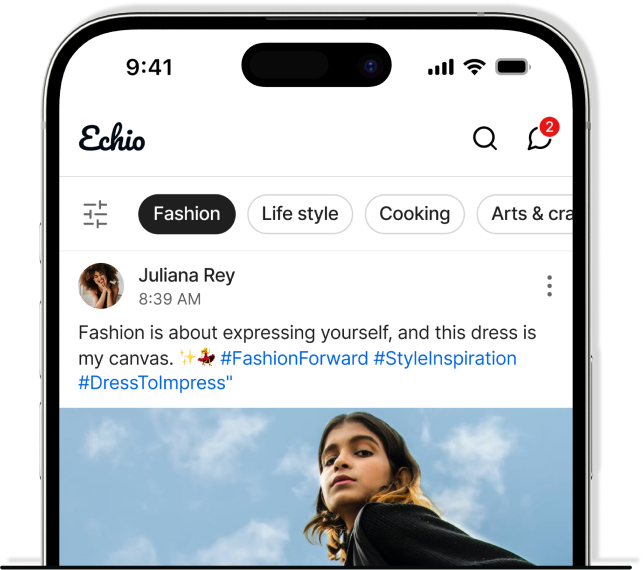 9:41
Echio
2
Fashion
Life style
Cooking
Arts & cra
Juliana Rey
8:39 AM
Fashion is about expressing yourself, and this dress is
my canvas. ✨💃 #FashionForward #StyleInspiration
#DressToImpress"